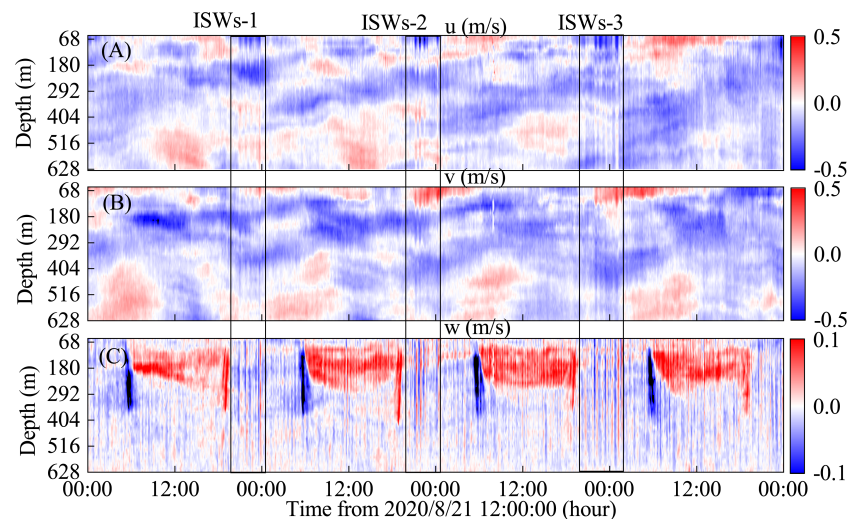 ISWs-1 ISWs-2 ISWs-3
u (m/s)
(A)
Depth (m)
68
180
292
404
516
628
0.5
0.0
-0.5
v (m/s)
(B)
Depth (m)
68
180
292
404
516
628
0.5
0.0
-0.5
w (m/s)
(C)
Depth (m)
68
180
292
404
516
628
0.1
0.0
-0.1
00:00 12:00 00:00 12:00 00:00 12:00 00:00 12:00 00:00
Time from 2020/8/21 12:00:00 (hour)